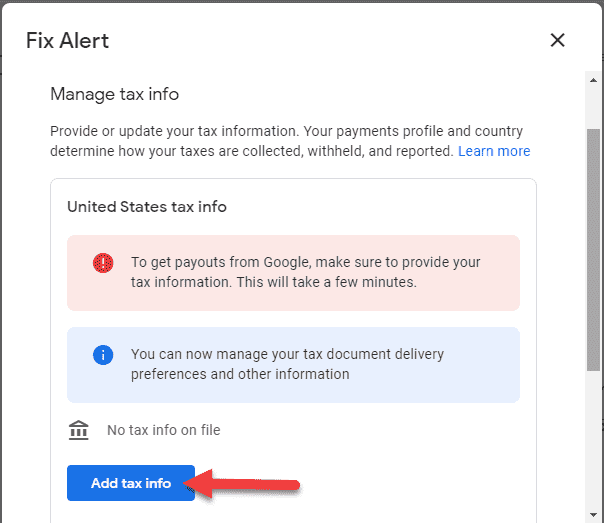 Fix Alert
Manage tax info
Provide or update your tax information. Your payments profile and country
determine how your taxes are collected, withheld, and reported. Learn more
United States tax info
To get payouts from Google, make sure to provide your
tax information. This will take a few minutes.
You can now manage your tax document delivery
preferences and other information
No tax info on file
Add tax info